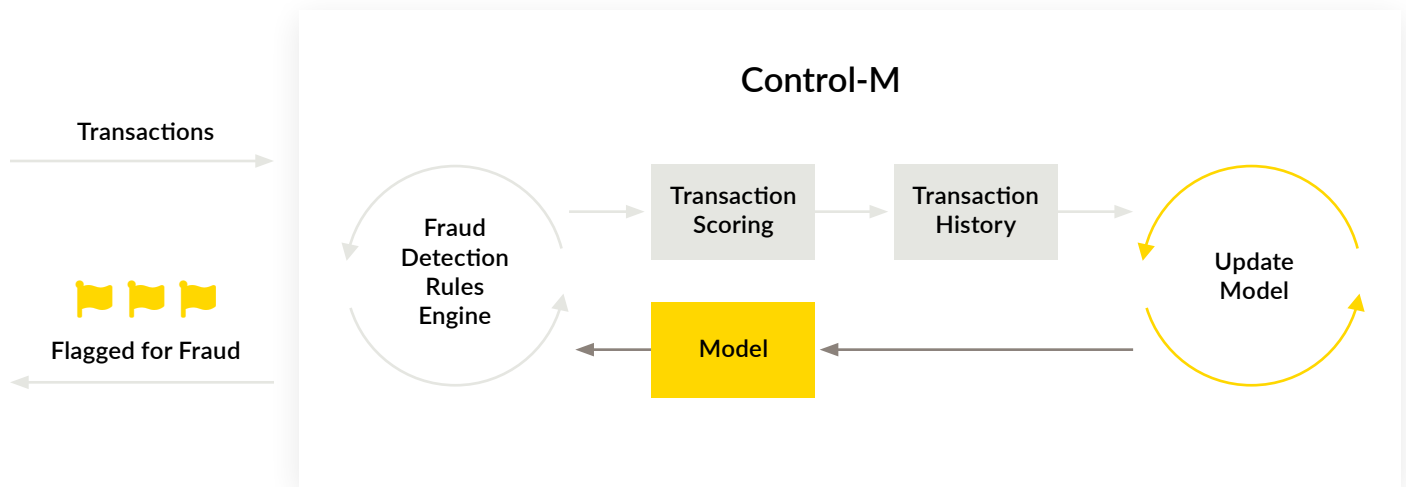 Control-M
Transactions
Flagged for Fraud
Fraud
Detection
Rules
Engine
Transaction
Scoring
Transaction
History
Update
Model
Model